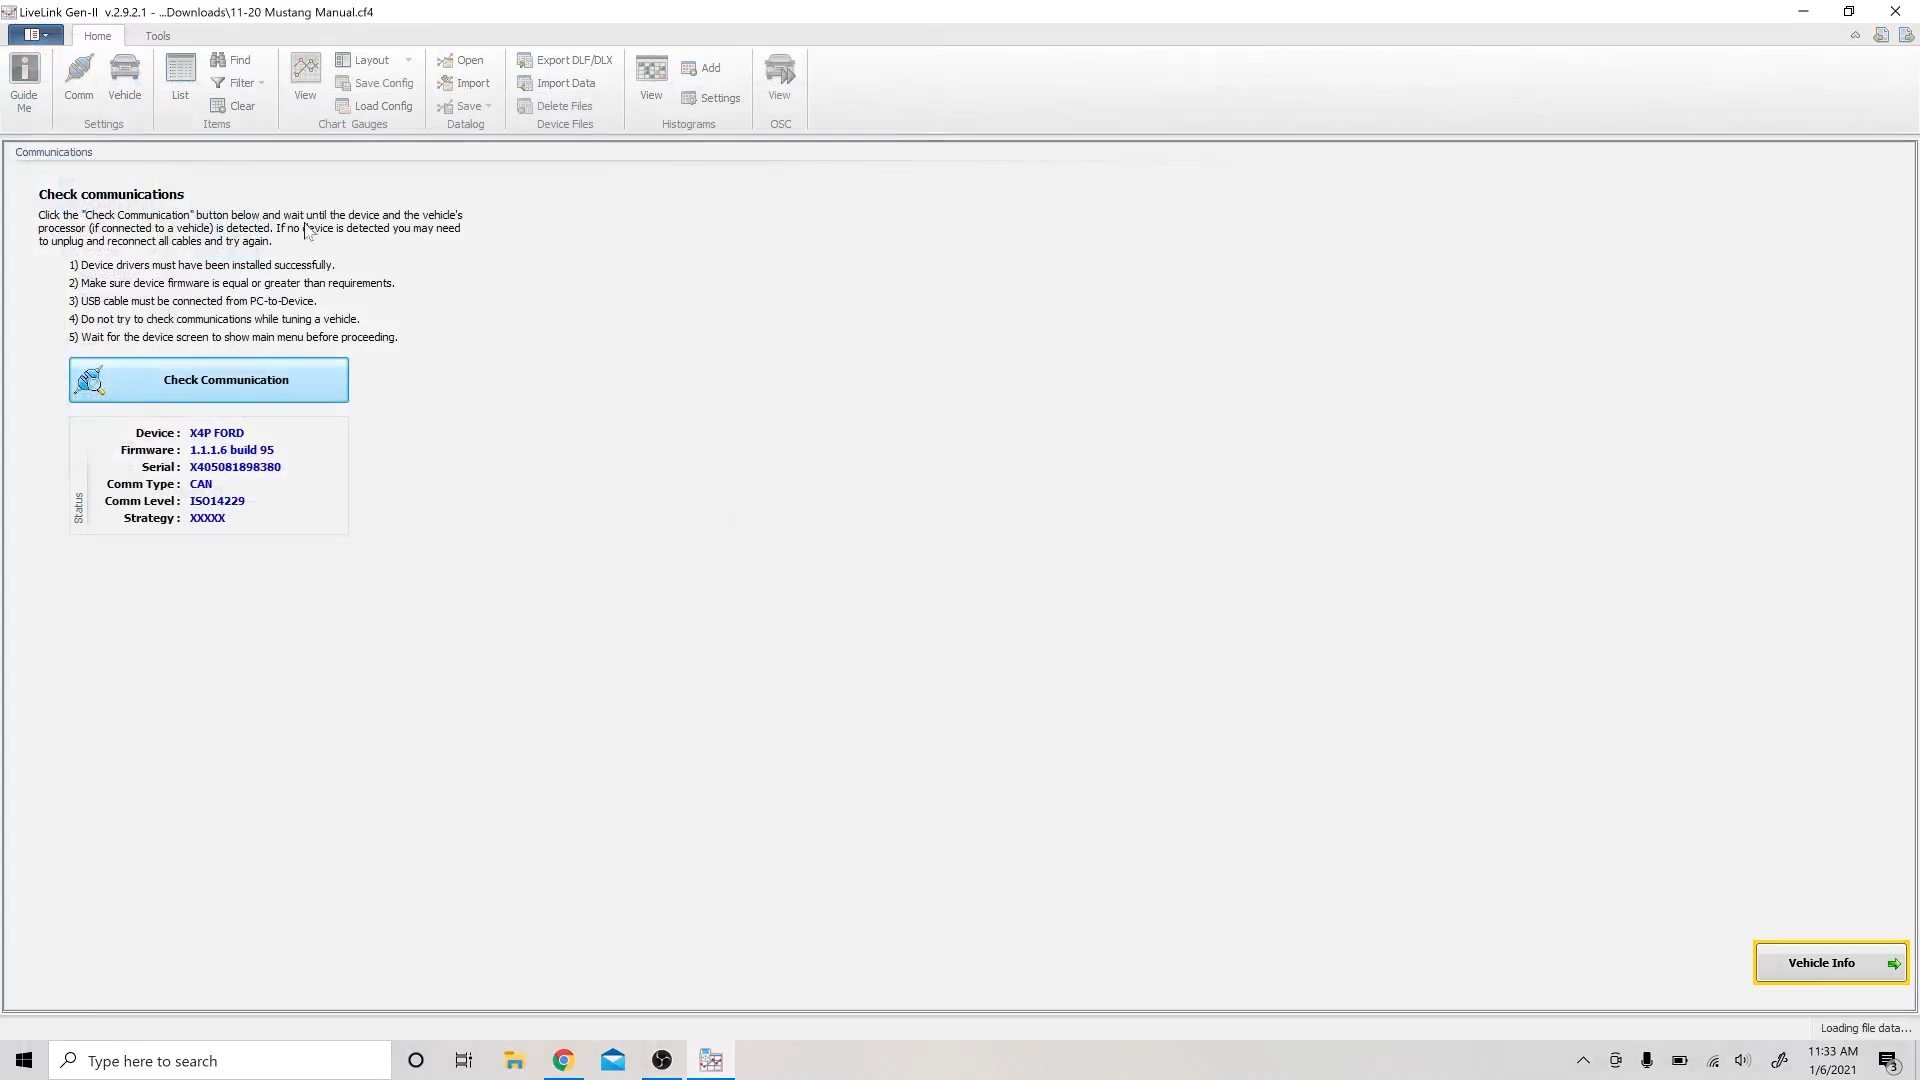 LiveLink Gen-II v.2.9.2.1 - ...Downloads\11-20 Mustang Manual.cf4
Home Tools
Guide Me
Comm Vehicle
Settings
List
Find
Filter
Clear
Items
View
Layout
Save Config
Load Config
Chart Gauges
Open
Import
Save
Datalog
Export DLF/DLX
Import Data
Delete Files
Device Files
View
Add
Settings
Histograms
View
OSC
Communications
Check communications
Click the "Check Communication" button below and wait until the device and the vehicle's
processor (if connected to a vehicle) is detected. If no device is detected you may need
to unplug and reconnect all cables and try again.
1) Device drivers must have been installed successfully.
2) Make sure device firmware is equal or greater than requirements.
3) USB cable must be connected from PC-to-Device.
4) Do not try to check communications while tuning a vehicle.
5) Wait for the device screen to show main menu before proceeding.
Check Communication
Status
Device : X4P FORD
Firmware : 1.1.1.6 build 95
Serial : X405081898380
Comm Type : CAN
Comm Level : ISO14229
Strategy : XXXXX
Vehicle Info
Loading file data...
Type here to search
11:33 AM
1/6/2021
3